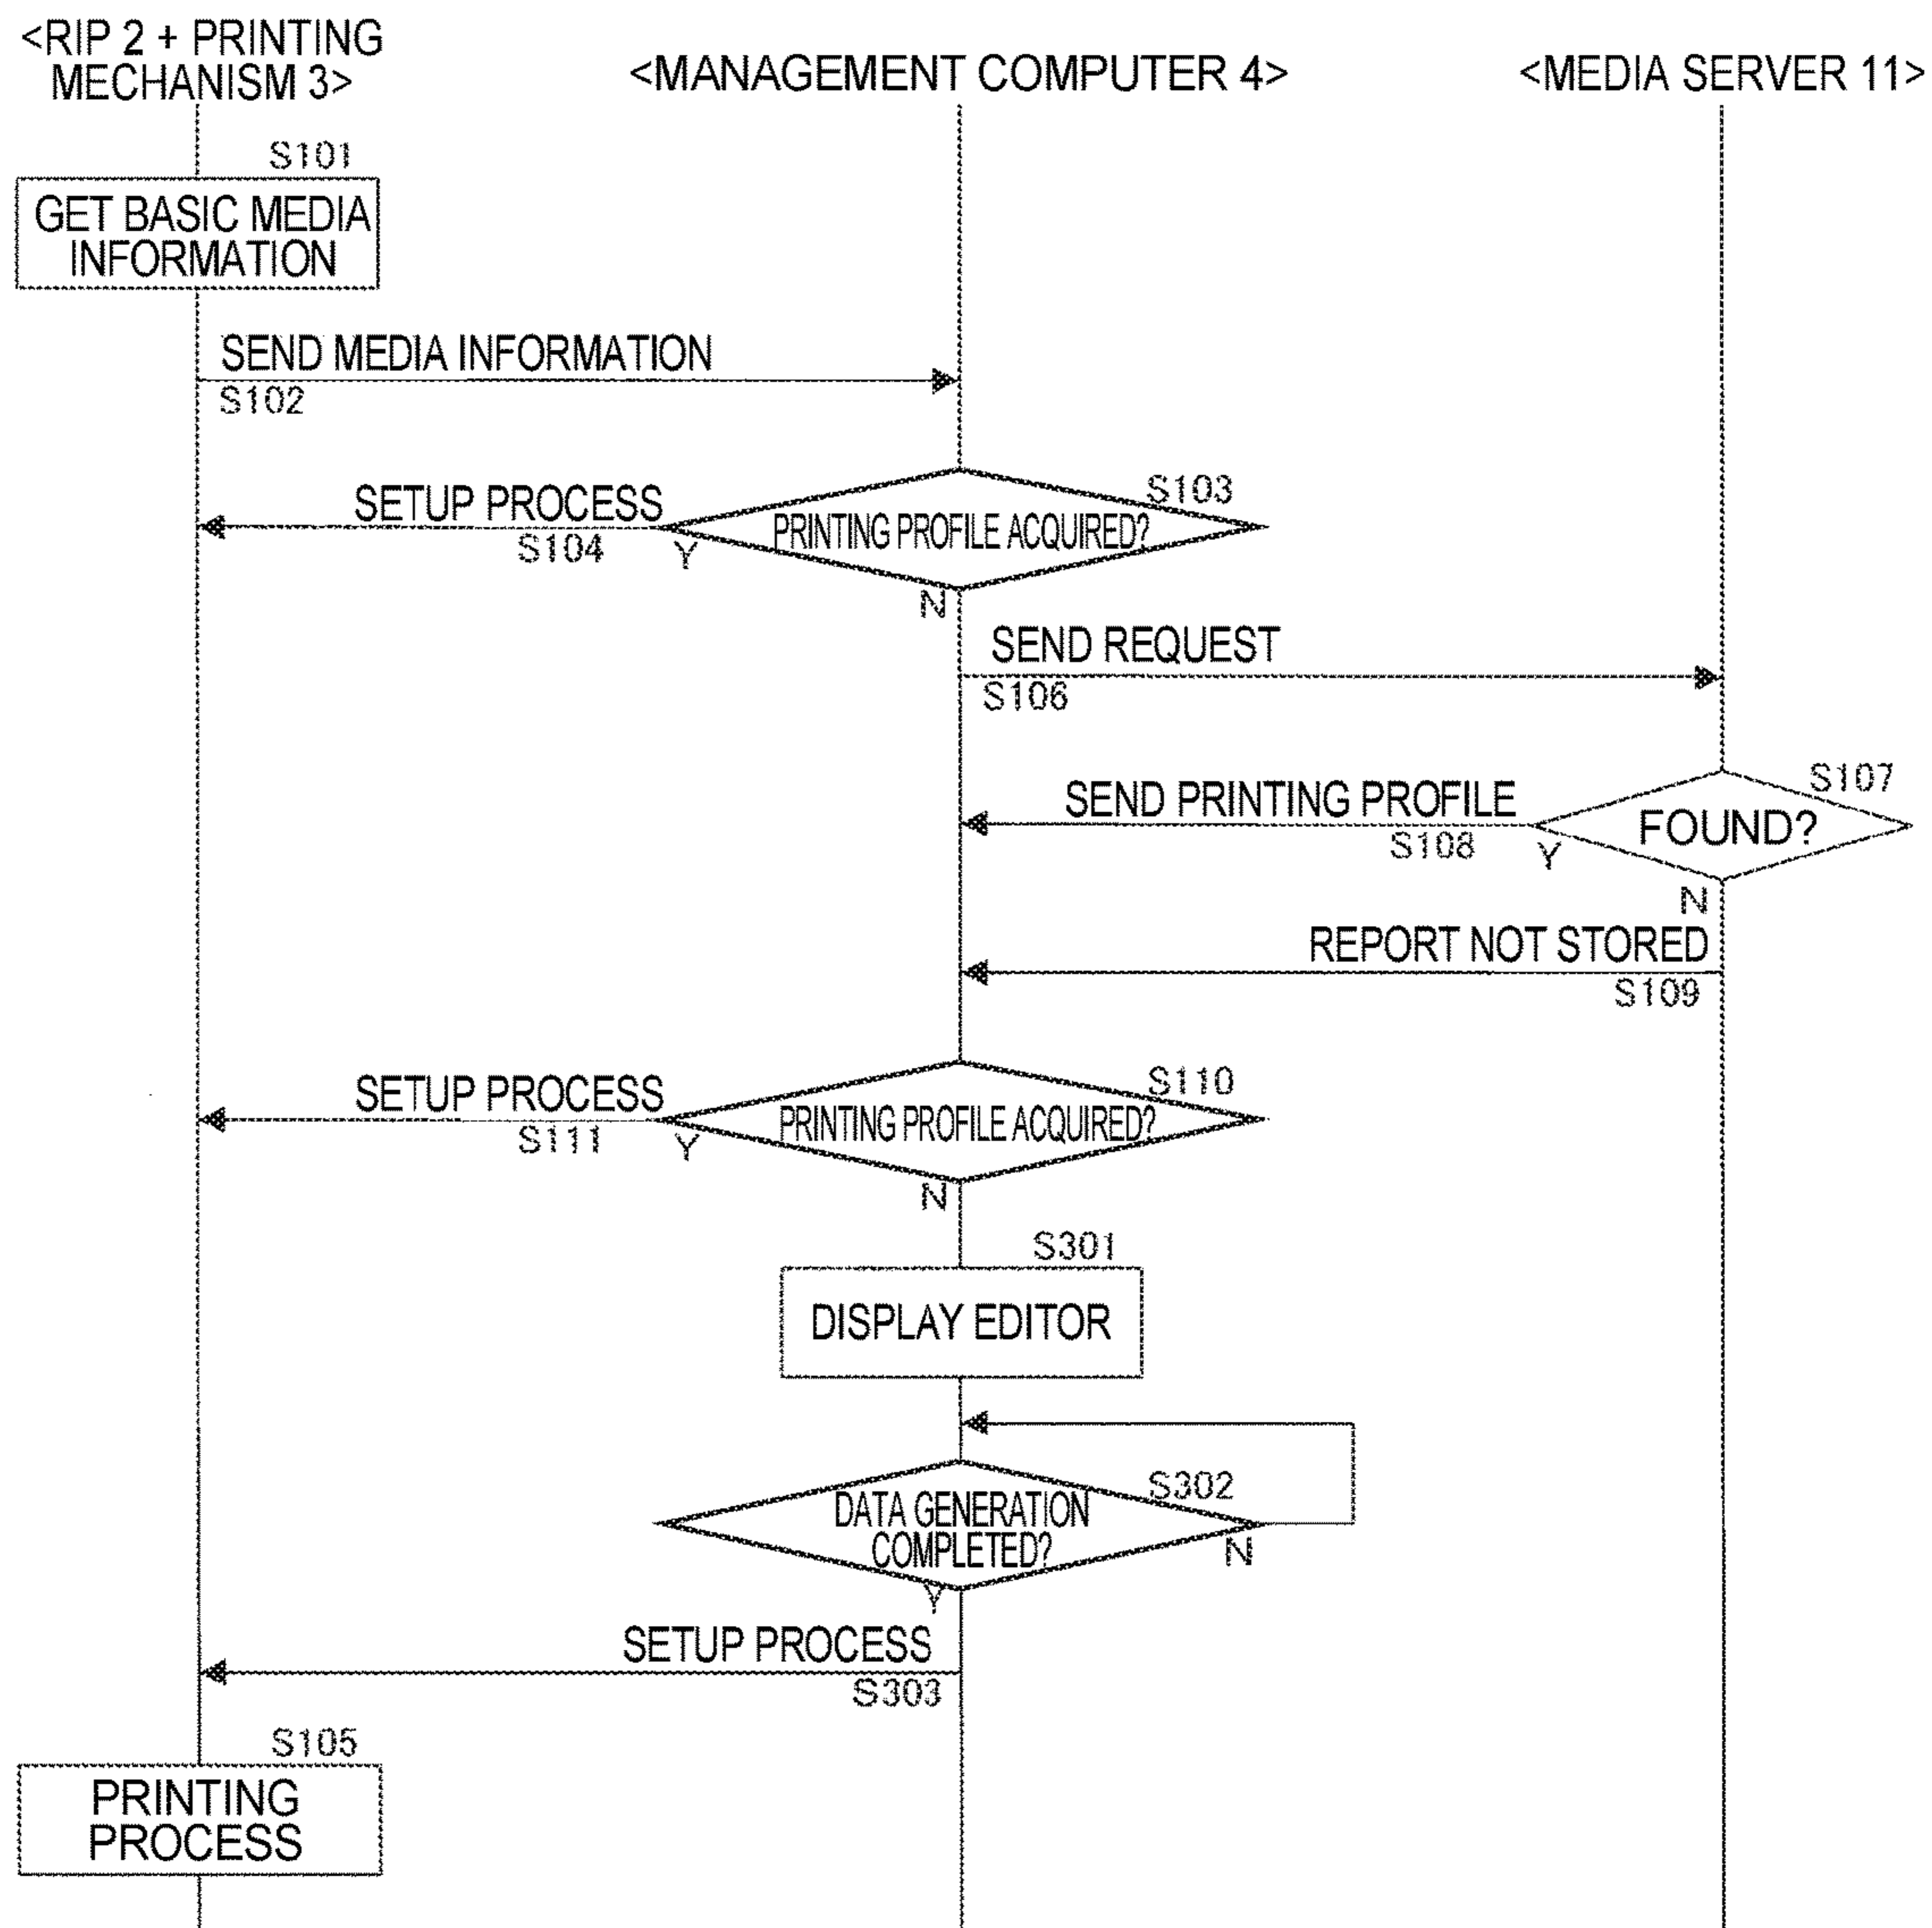 <RIP 2 + PRINTING
MECHANISM 3>
<MANAGEMENT COMPUTER 4>
<MEDIA SERVER 11>
S101
GET BASIC MEDIA
INFORMATION
SEND MEDIA INFORMATION
S102
SETUP PROCESS
S104
Y
S103
PRINTING PROFILE ACQUIRED?
N
SEND REQUEST
S106
SEND PRINTING PROFILE
S108
Y
S107
FOUND?
N
REPORT NOT STORED
S109
SETUP PROCESS
S111
Y
S110
PRINTING PROFILE ACQUIRED?
N
S301
DISPLAY EDITOR
S302
DATA GENERATION
COMPLETED?
N
Y
SETUP PROCESS
S303
S105
PRINTING
PROCESS